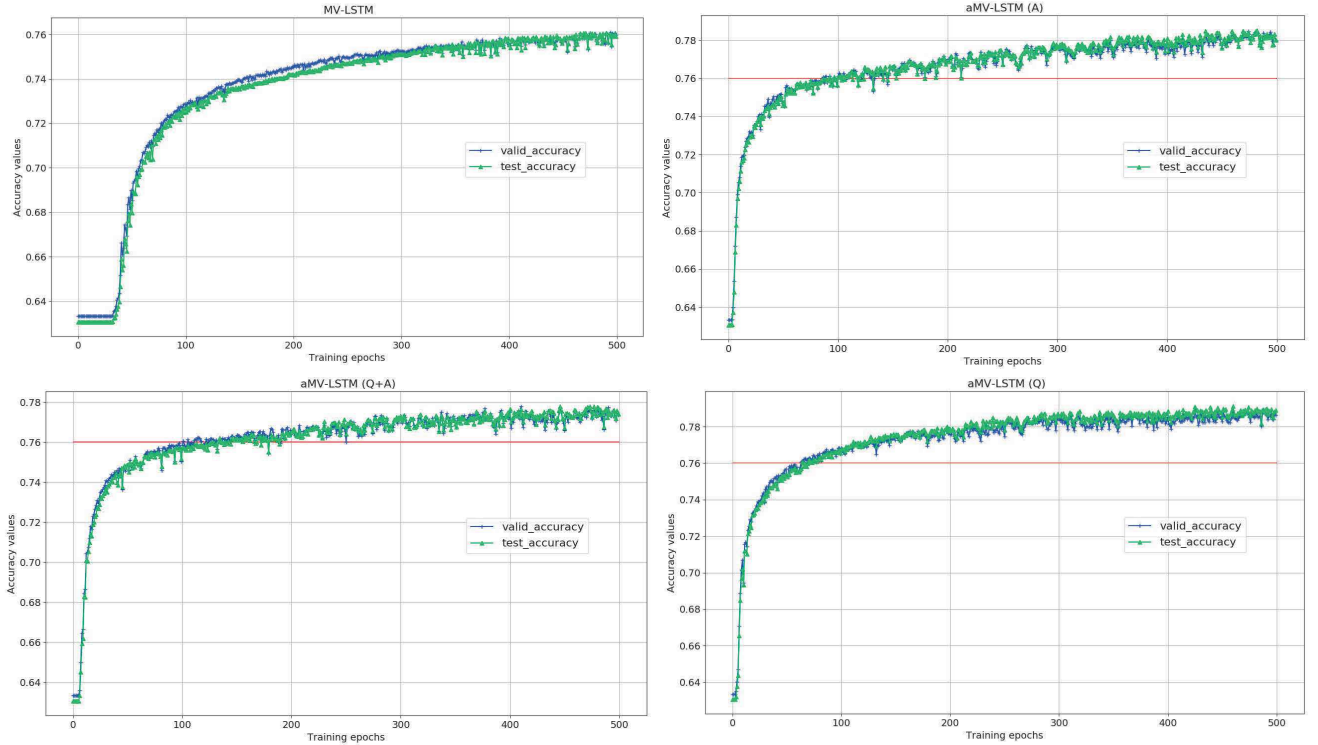 MV-LSTM
0.76
0.74
0.72
0.70
0.68
0.66
0.64
Accuracy values
valid_accuracy
test_accuracy
0 100 200 300 400 500
Training epochs
aMV-LSTM (A)
0.78
0.76
0.74
0.72
0.70
0.68
0.66
0.64
Accuracy values
valid_accuracy
test_accuracy
0 100 200 300 400 500
Training epochs
aMV-LSTM (Q+A)
0.78
0.76
0.74
0.72
0.70
0.68
0.66
0.64
Accuracy values
valid_accuracy
test_accuracy
0 100 200 300 400 500
Training epochs
aMV-LSTM (Q)
0.78
0.76
0.74
0.72
0.70
0.68
0.66
0.64
Accuracy values
valid_accuracy
test_accuracy
0 100 200 300 400 500
Training epochs